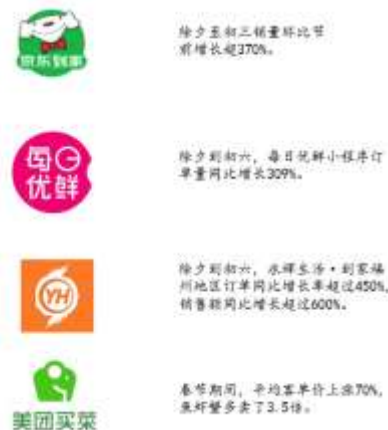 京东到家
除夕至初三销量环比节
前增长超370%。
每日
优鲜
除夕到初六，每日优鲜小程序订
单量同比增长309%。
YH
除夕到初六，永辉生活·到家福
州地区订单同比增长率超过450%，
销售额同比增长超过600%。
美团买菜
春节期间，平均客单价上涨70%，
鱼虾蟹多卖了3.5倍。